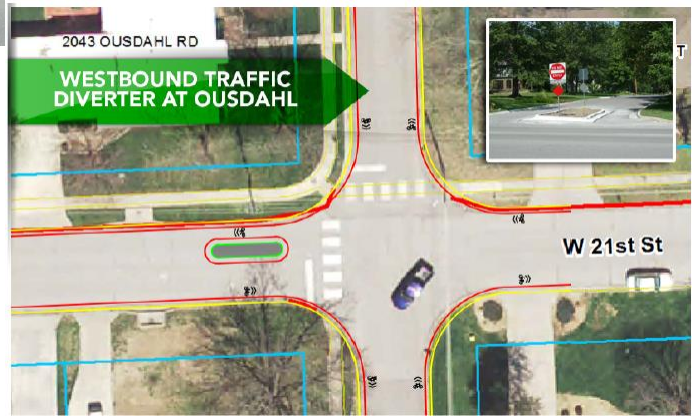 2043 OUSDAHL RD
WESTBOUND TRAFFIC
DIVERTER AT OUSDAHL
T
W 21st St